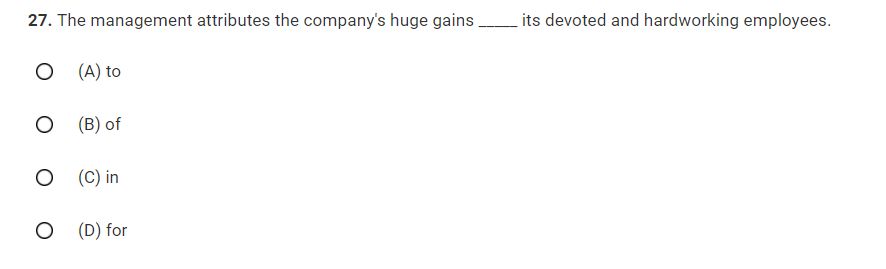 27. The management attributes the company's huge gains _____ its devoted and hardworking employees.
(A) to
(B) of
(C) in
(D) for